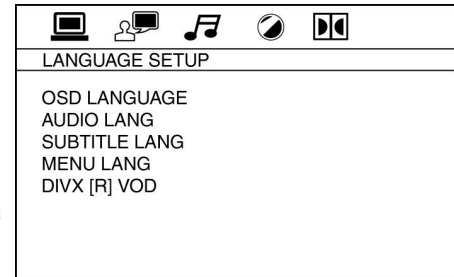 LANGUAGE SETUP
OSD LANGUAGE
AUDIO LANG
SUBTITLE LANG
MENU LANG
DIVX [R] VOD